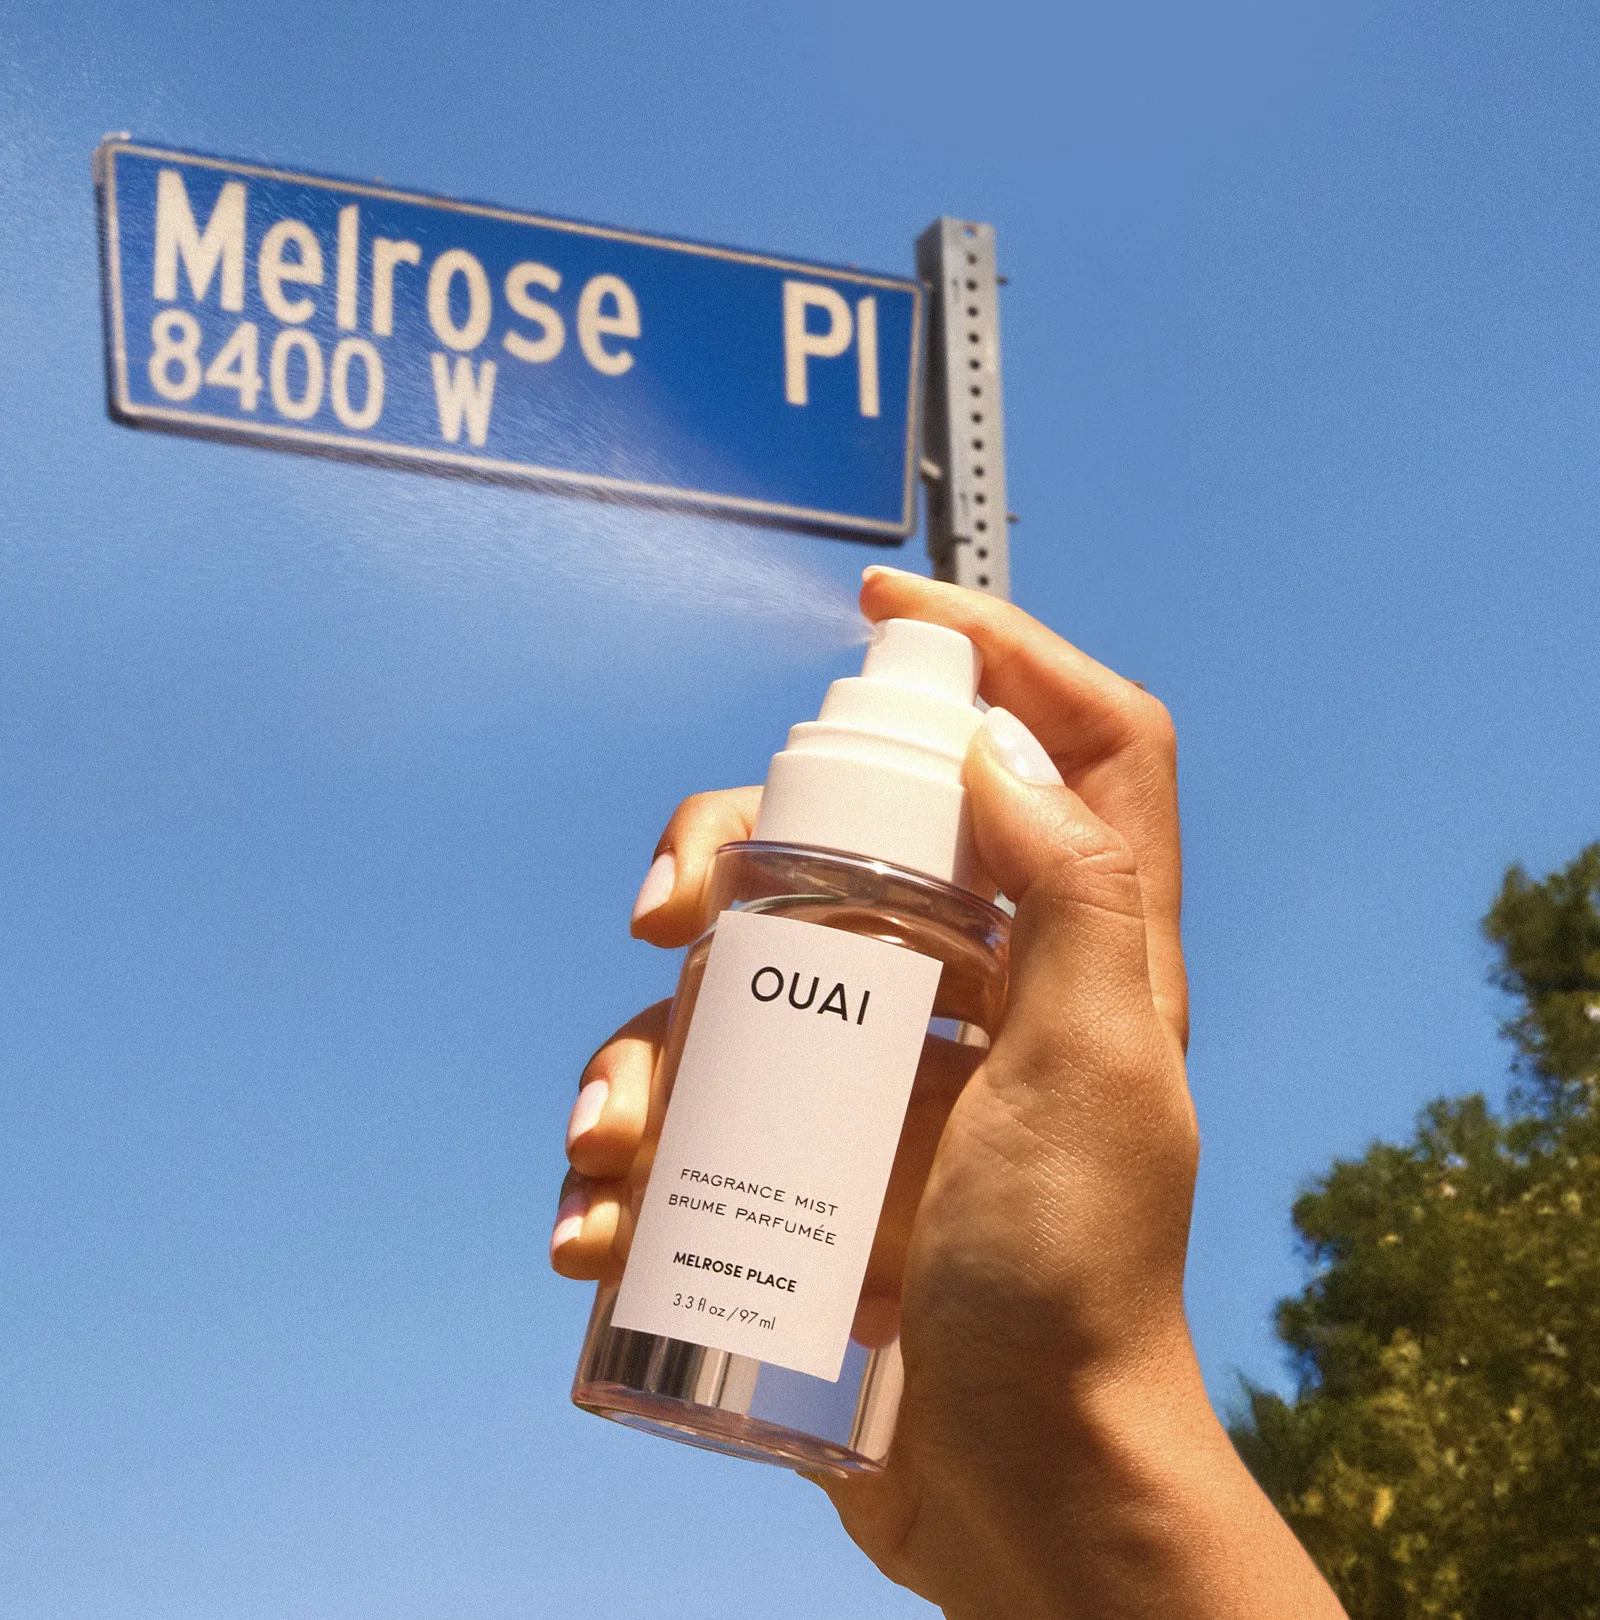 Melrose Pl
8400 W
OUAI
FRAGRANCE MIST
BRUME PARFUMÉE
MELROSE PLACE
3.3 fl oz / 97 ml